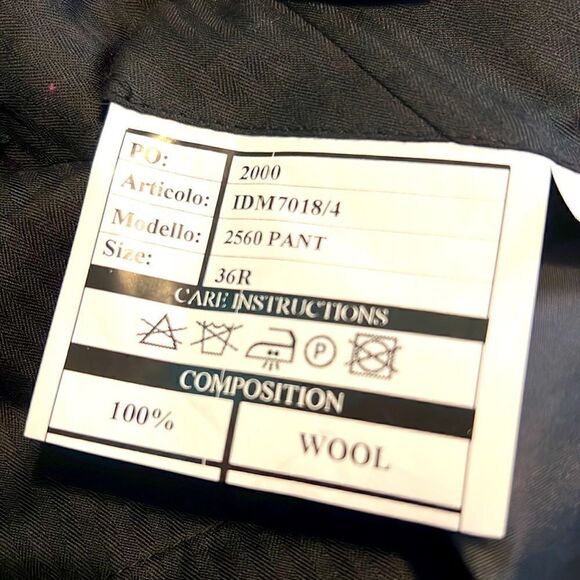 PO: 2000
Articolo: IDM7018/4
Modello: 2560 PANT
Size: 36R
CARE INSTRUCTIONS
P
COMPOSITION
100% WOOL